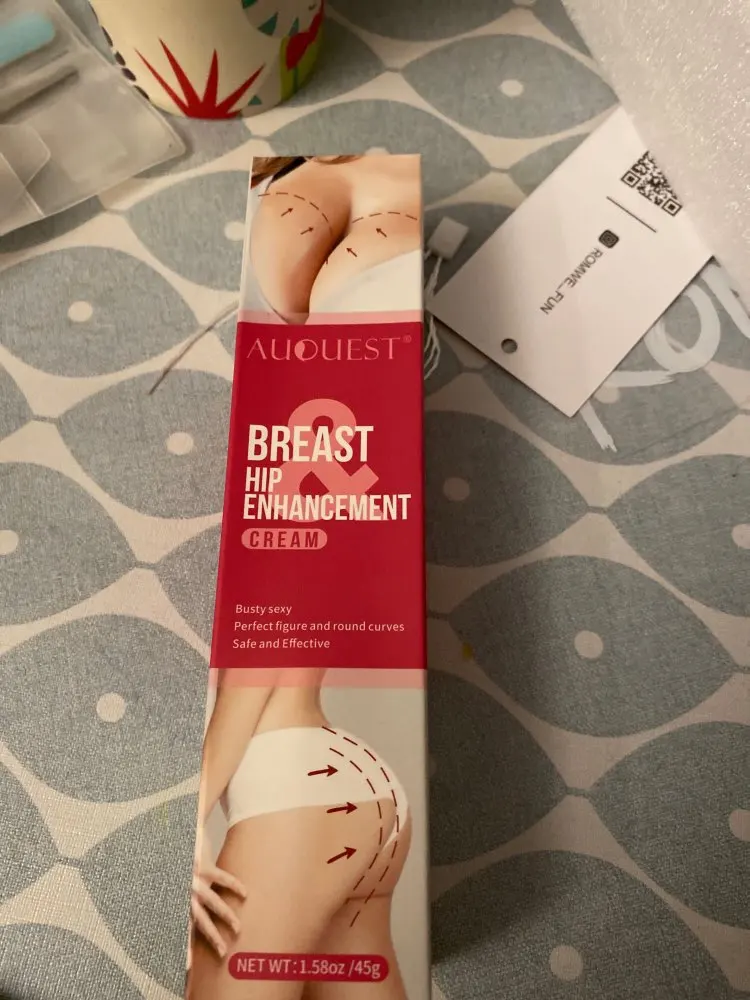 AUQUEST®
&
BREAST
HIP
ENHANCEMENT
CREAM
Busty sexy
Perfect figure and round curves
Safe and Effective
NET WT:1.58oz /45g
ROMWE_FUN